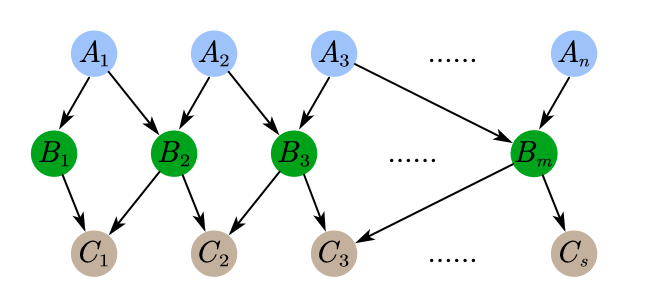 A₁ A₂ A₃ ...... Aₙ
B₁ B₂ B₃ ...... Bₘ
C₁ C₂ C₃ ...... Cₛ